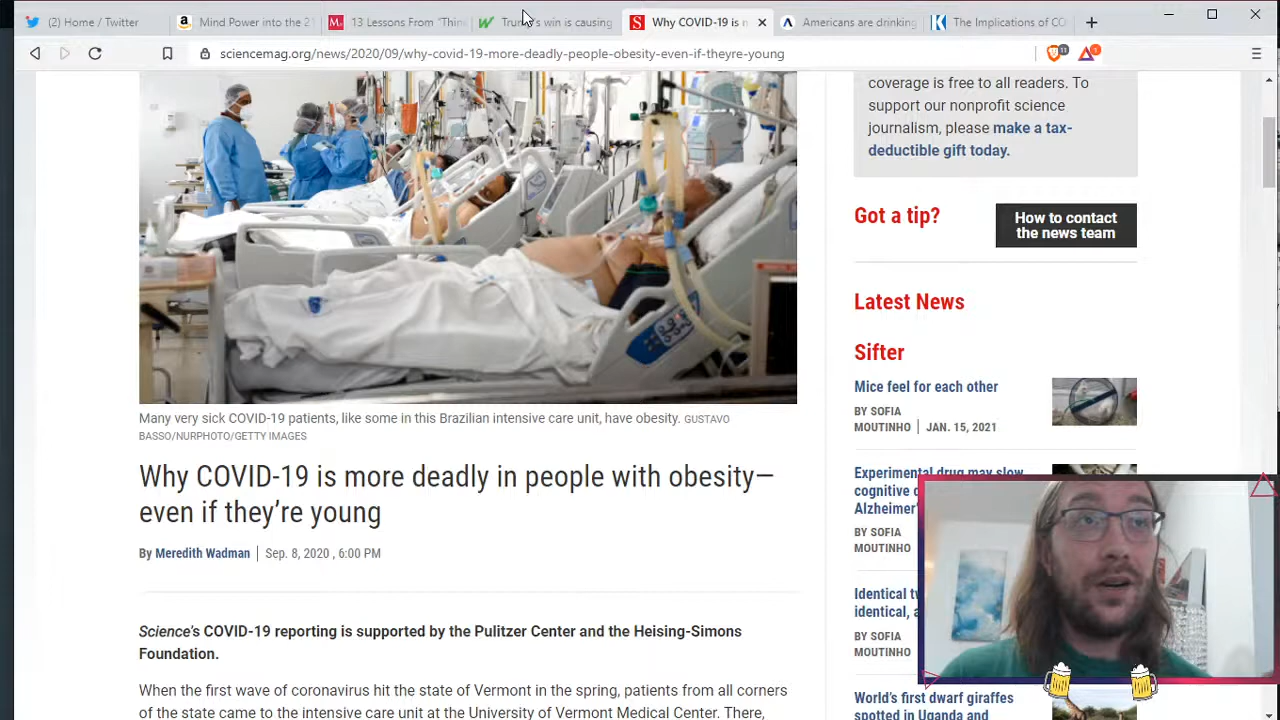 (2) Home / Twitter
Mind Power into the 21
13 Lessons From "Thin
Trump's win is causing
Why COVID-19 is n
Americans are drinking
The Implications of CO
sciencemag.org/news/2020/09/why-covid-19-more-deadly-people-obesity-even-if-theyre-young
11
1
coverage is free to all readers. To
support our nonprofit science
journalism, please make a tax-
deductible gift today.
Got a tip?
How to contact
the news team
Latest News
Sifter
Mice feel for each other
BY SOFIA
MOUTINHO | JAN. 15, 2021
Experimental drug may slow
cognitive
Alzheimer'
BY SOFIA
MOUTINHO
Identical
identical,
BY SOFIA
MOUTINHO
World's first dwarf giraffes
spotted in Uganda and
Many very sick COVID-19 patients, like some in this Brazilian intensive care unit, have obesity. GUSTAVO
BASSO/NURPHOTO/GETTY IMAGES
Why COVID-19 is more deadly in people with obesity—
even if they're young
By Meredith Wadman | Sep. 8, 2020 , 6:00 PM
Science's COVID-19 reporting is supported by the Pulitzer Center and the Heising-Simons
Foundation.
When the first wave of coronavirus hit the state of Vermont in the spring, patients from all corners
of the state came to the intensive care unit at the University of Vermont Medical Center. There,